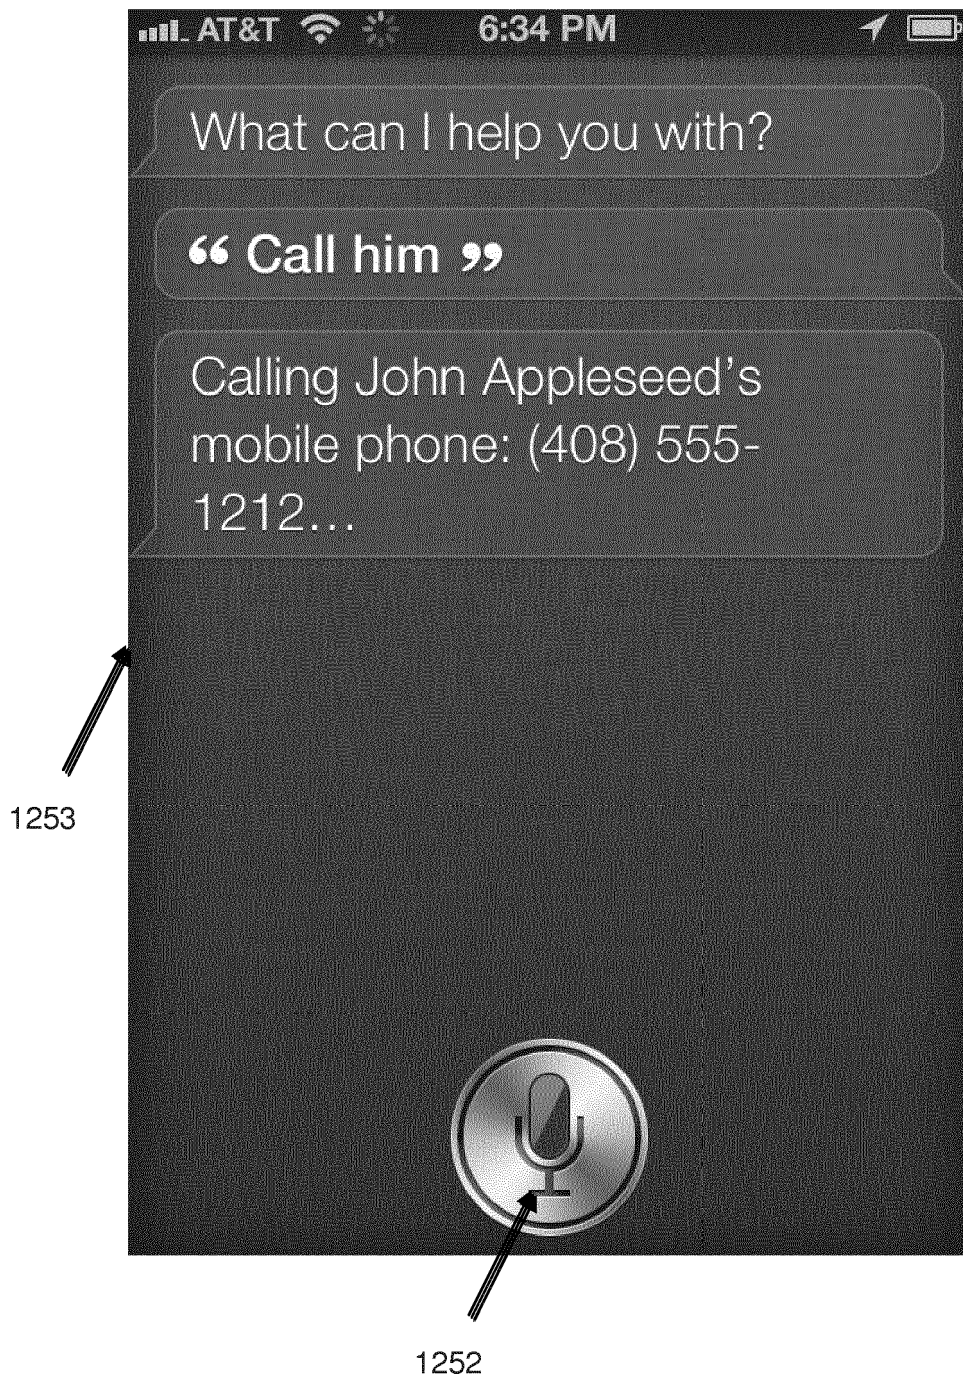 AT&T 6:34 PM
What can I help you with?
“ Call him ”
Calling John Appleseed's
mobile phone: (408) 555-
1212...
1253
1252